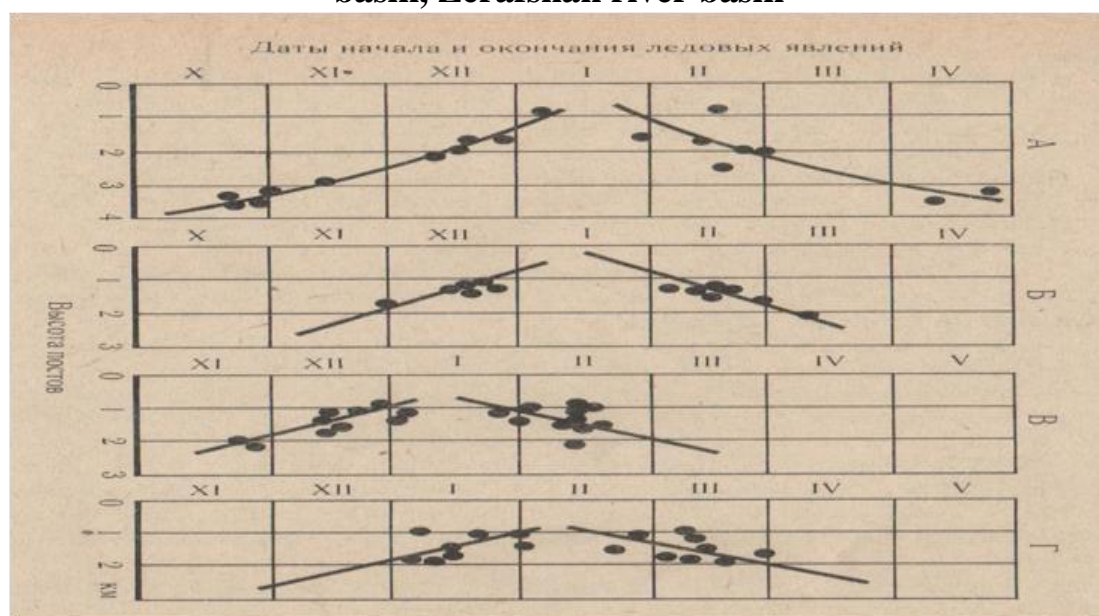 basin, Zerafshan river basin
Даты начала и окончания ледовых явлений
X XI XII I II III IV
0
1
2
3
4
А
X XI XII I II III IV
0
1
2
3
Б
Высота постов
XI XII I II III IV V
0
1
2
3
В
XI XII I II III IV V
0
1
2
км
Г